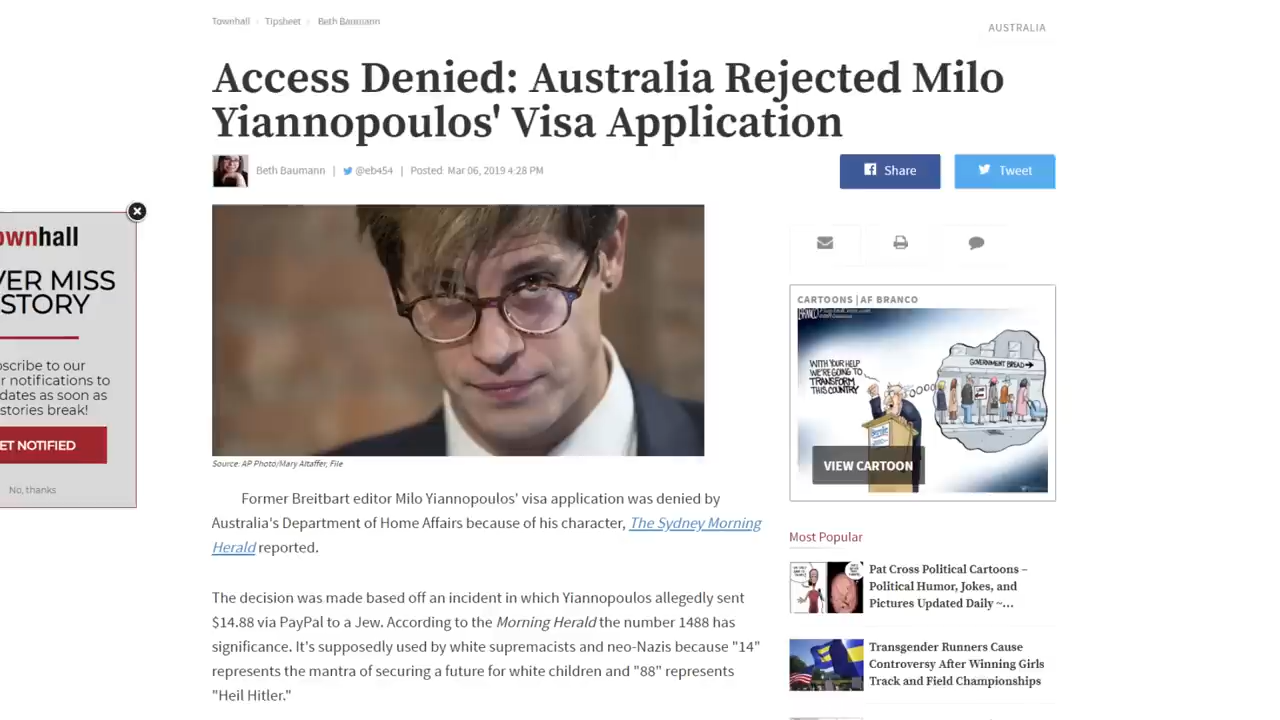 Townhall
Tipsheet
Beth Baumann
AUSTRALIA
Access Denied: Australia Rejected Milo
Yiannopoulos' Visa Application
Beth Baumann | @eb454 | Posted: Mar 06, 2019 4:28 PM
Share
Tweet
ownhall
VER MISS
STORY
bscribe to our
r notifications to
dates as soon as
stories break!
ET NOTIFIED
No, thanks
Source: AP Photo/Mary Altaffer, File
Former Breitbart editor Milo Yiannopoulos' visa application was denied by
Australia's Department of Home Affairs because of his character, The Sydney Morning
Herald reported.
The decision was made based off an incident in which Yiannopoulos allegedly sent
$14.88 via PayPal to a Jew. According to the Morning Herald the number 1488 has
significance. It's supposedly used by white supremacists and neo-Nazis because "14"
represents the mantra of securing a future for white children and "88" represents
"Heil Hitler."
CARTOONS | AF BRANCO
BRANCO
WITH YOUR HELP
WE'RE GOING TO
TRANSFORM
THIS COUNTRY
GOVERNMENT BREAD
VIEW CARTOON
Most Popular
Pat Cross Political Cartoons –
Political Humor, Jokes, and
Pictures Updated Daily ~...
Transgender Runners Cause
Controversy After Winning Girls
Track and Field Championships